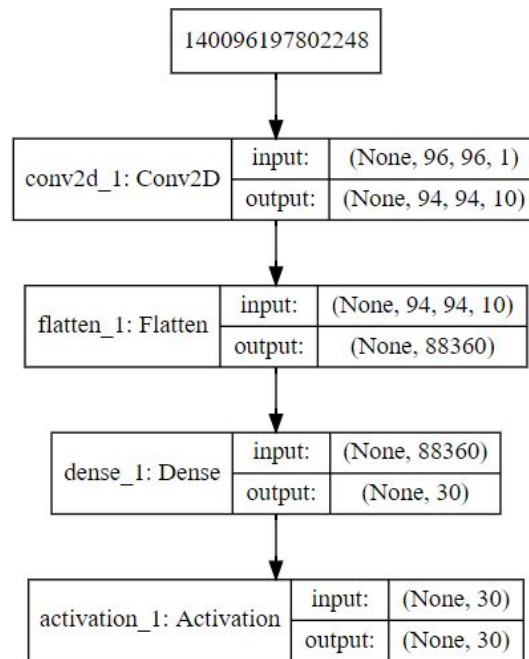 140096197802248
conv2d_1: Conv2D
input: (None, 96, 96, 1)
output: (None, 94, 94, 10)
flatten_1: Flatten
input: (None, 94, 94, 10)
output: (None, 88360)
dense_1: Dense
input: (None, 88360)
output: (None, 30)
activation_1: Activation
input: (None, 30)
output: (None, 30)